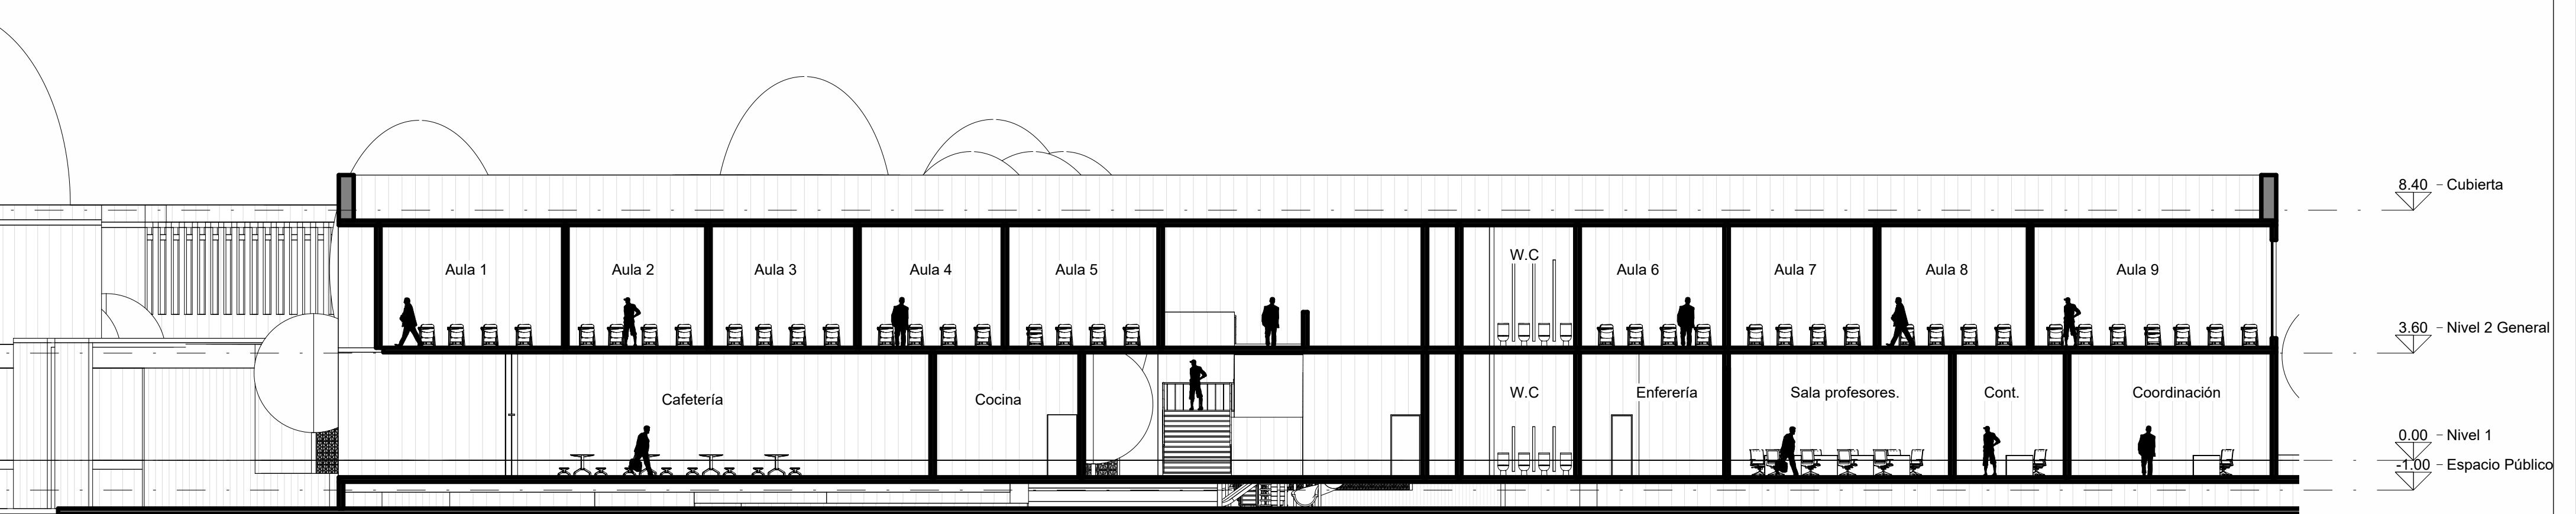 8.40 - Cubierta
W.C
Aula 1
Aula 2
Aula 3
Aula 4
Aula 5
Aula 6
Aula 7
Aula 8
Aula 9
3.60 - Nivel 2 General
Cafetería
Cocina
W.C
Enferería
Sala profesores.
Cont.
Coordinación
0.00 - Nivel 1
-1.00 - Espacio Público